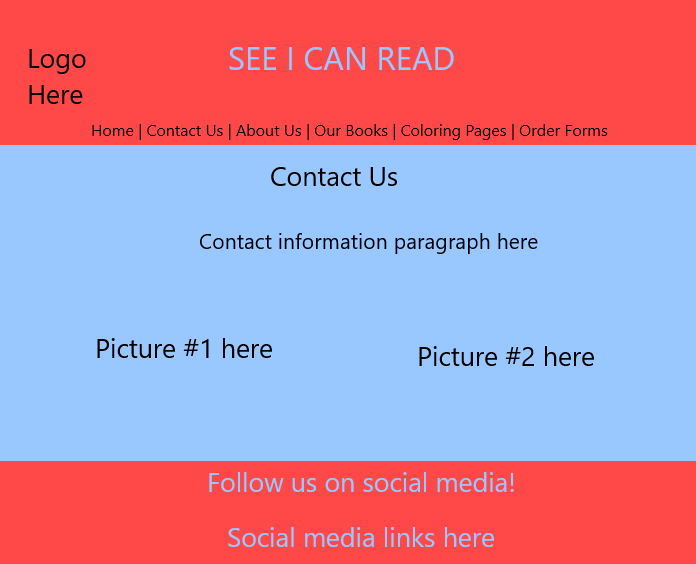 Logo
Here
SEE I CAN READ
Home | Contact Us | About Us | Our Books | Coloring Pages | Order Forms
Contact Us
Contact information paragraph here
Picture #1 here
Picture #2 here
Follow us on social media!
Social media links here